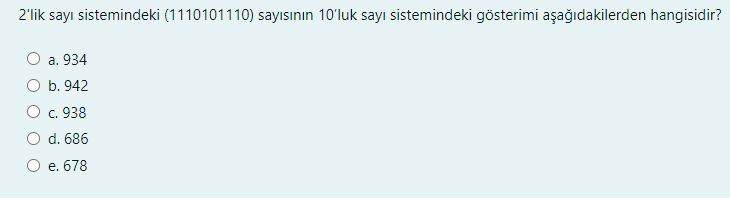 2'lik sayı sistemindeki (1110101110) sayısının 10'luk sayı sistemindeki gösterimi aşağıdakilerden hangisidir?
a. 934
b. 942
c. 938
d. 686
e. 678